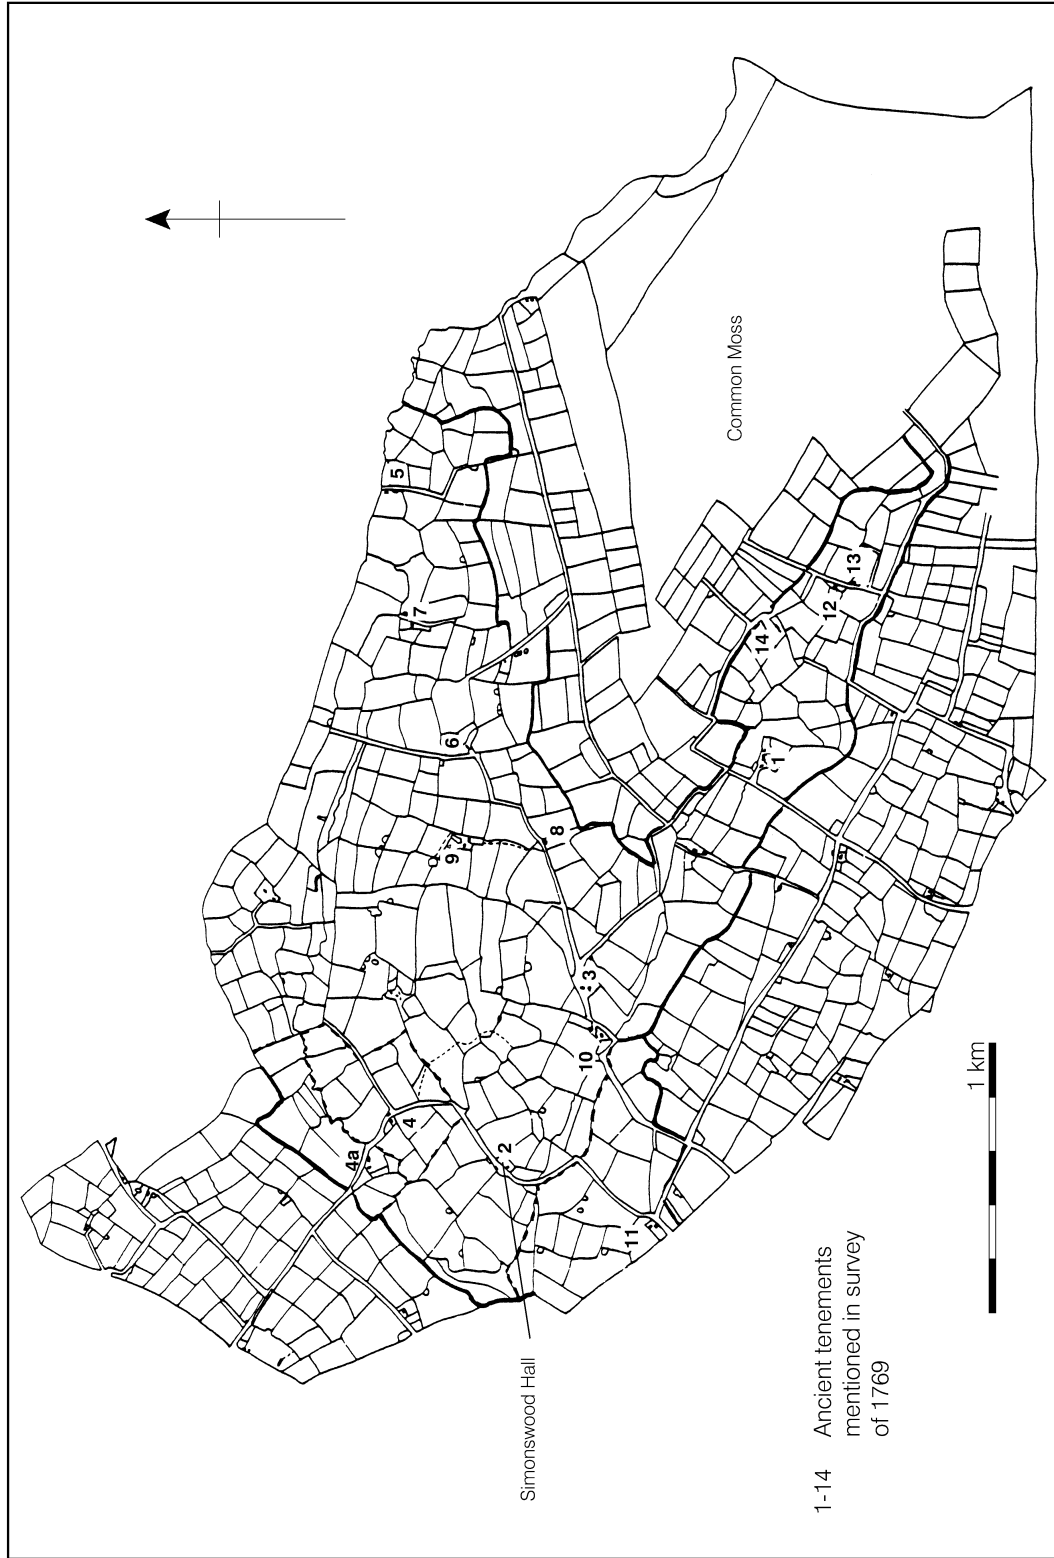 5
7
6
9
8
Common Moss
4a
4
2
10
3
14
12
13
1
11
Simonswood Hall
1 km
1-14 Ancient tenements
mentioned in survey
of 1769